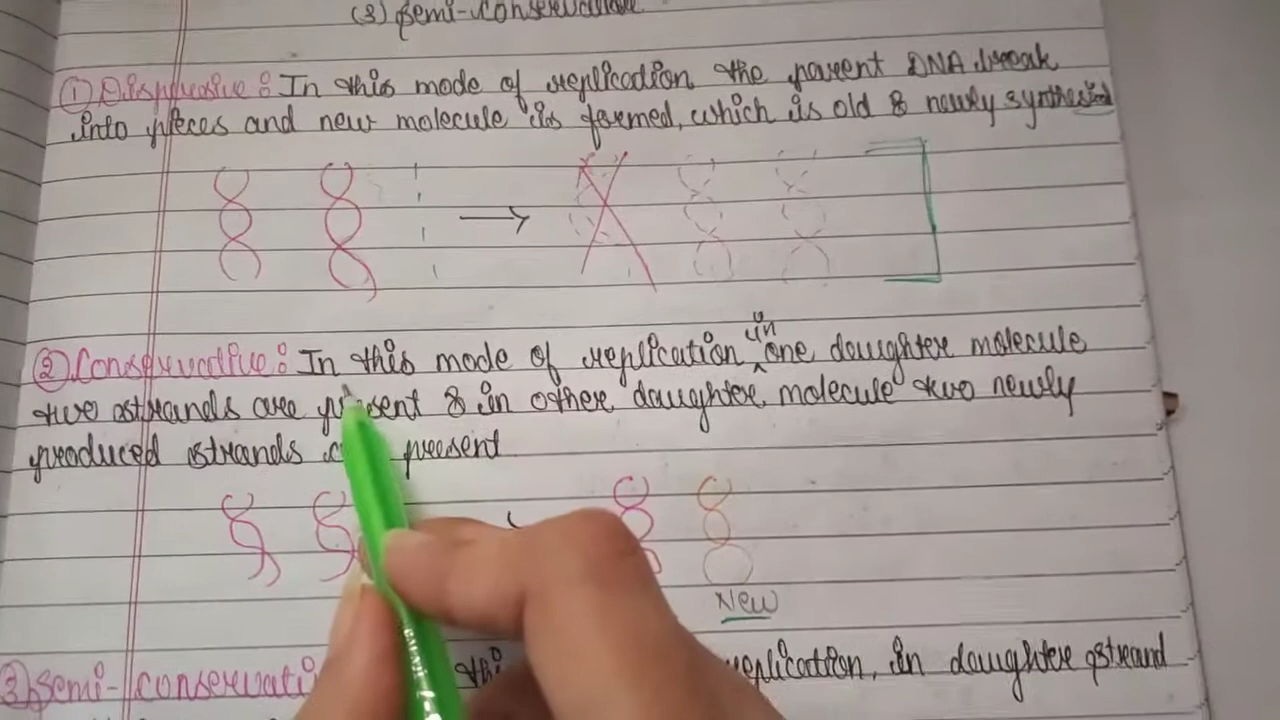 (3) Semi-conservative
① Dispersive : In this mode of replication the parent DNA break
into pieces and new molecule is formed, which is old & newly synthesized
② Conservative : In this mode of replication in one daughter molecule
two strands are present & in other daughter molecule two newly
produced strands present
New
③ Semi- conservati thi replication, in daughter strand